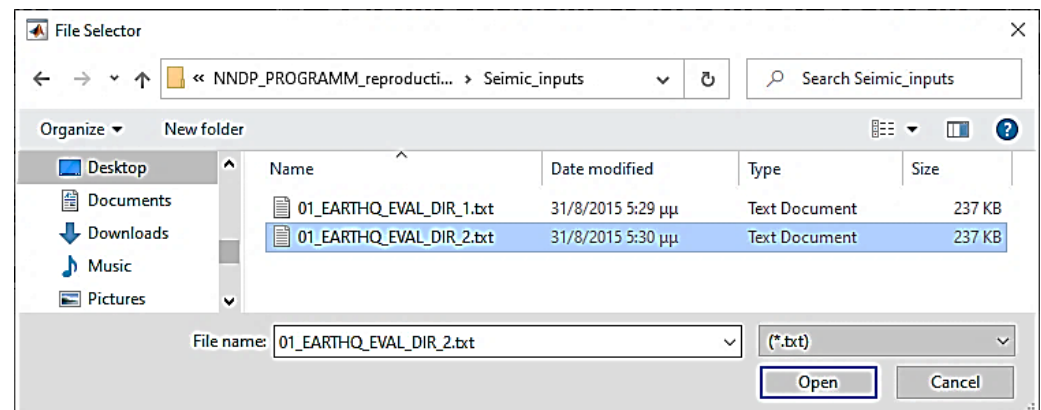 File Selector
« NNDP_PROGRAMM_reproducti... › Seimic_inputs Search Seimic_inputs
Organize New folder
Desktop Name Date modified Type Size
Documents 01_EARTHQ_EVAL_DIR_1.txt 31/8/2015 5:29 μμ Text Document 237 KB
Downloads 01_EARTHQ_EVAL_DIR_2.txt 31/8/2015 5:30 μμ Text Document 237 KB
Music
Pictures
File name: 01_EARTHQ_EVAL_DIR_2.txt (*.txt)
Open Cancel